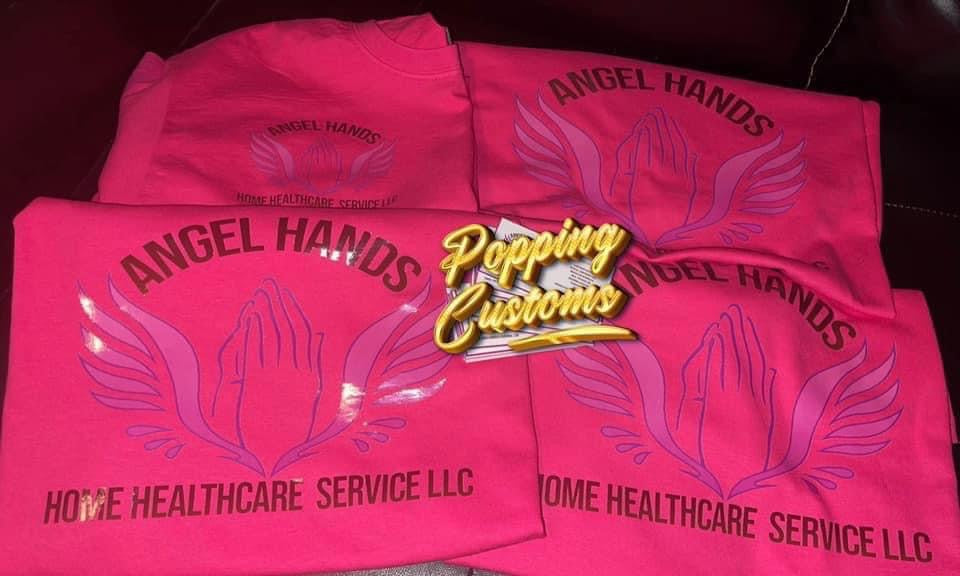 ANGEL HANDS
HOME HEALTHCARE SERVICE LLC
ANGEL HANDS
ANGEL HANDS
HOME HEALTHCARE SERVICE LLC
Popping
Customs
ANGEL HANDS
HOME HEALTHCARE SERVICE LLC